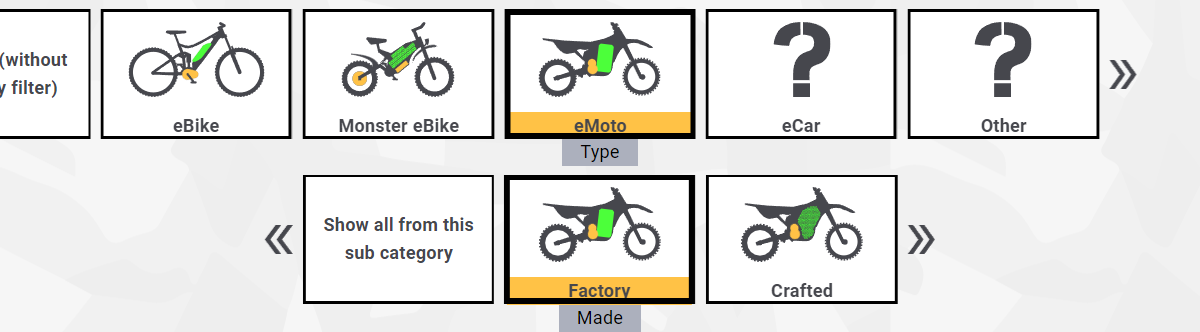 (without
y filter)
eBike
Monster eBike
eMoto
eCar
Other
Type
Show all from this
sub category
Factory
Crafted
Made